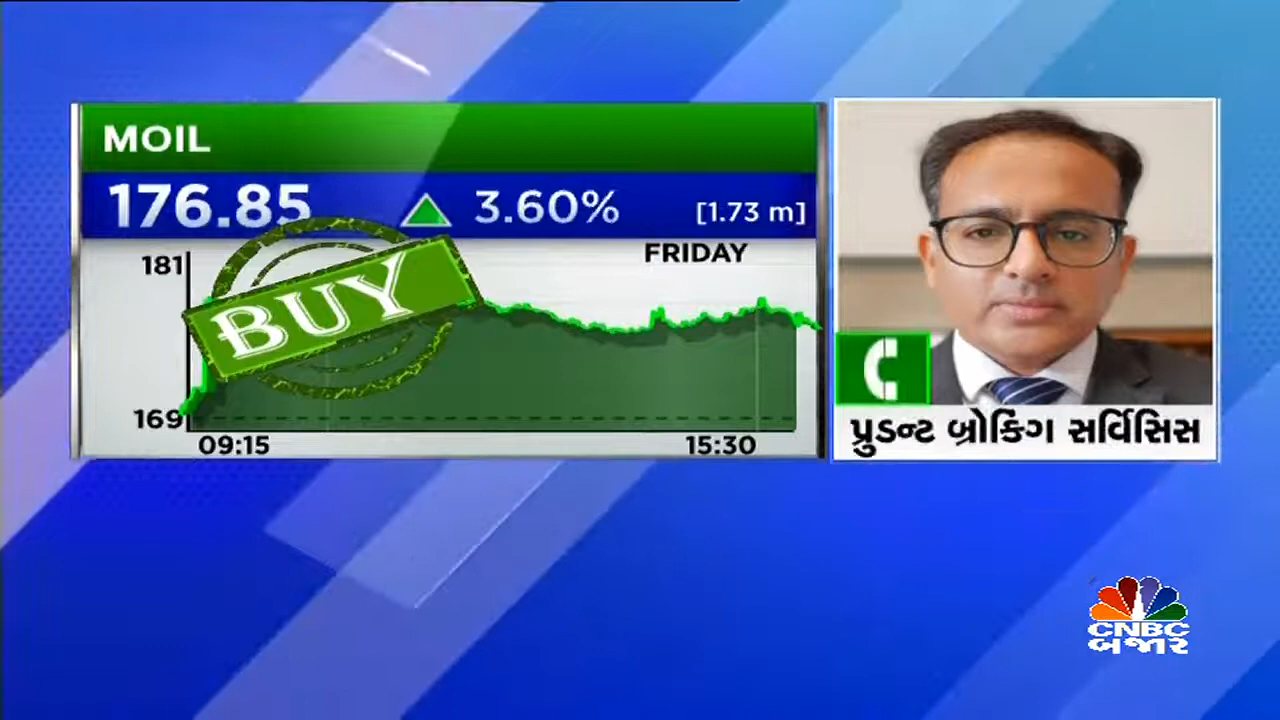 MOIL
176.85 3.60% [1.73 m]
FRIDAY
181
BUY
169
09:15 15:30
પ્રુડન્ટ બ્રોકિંગ સર્વિસિસ
CNBC
બજાર